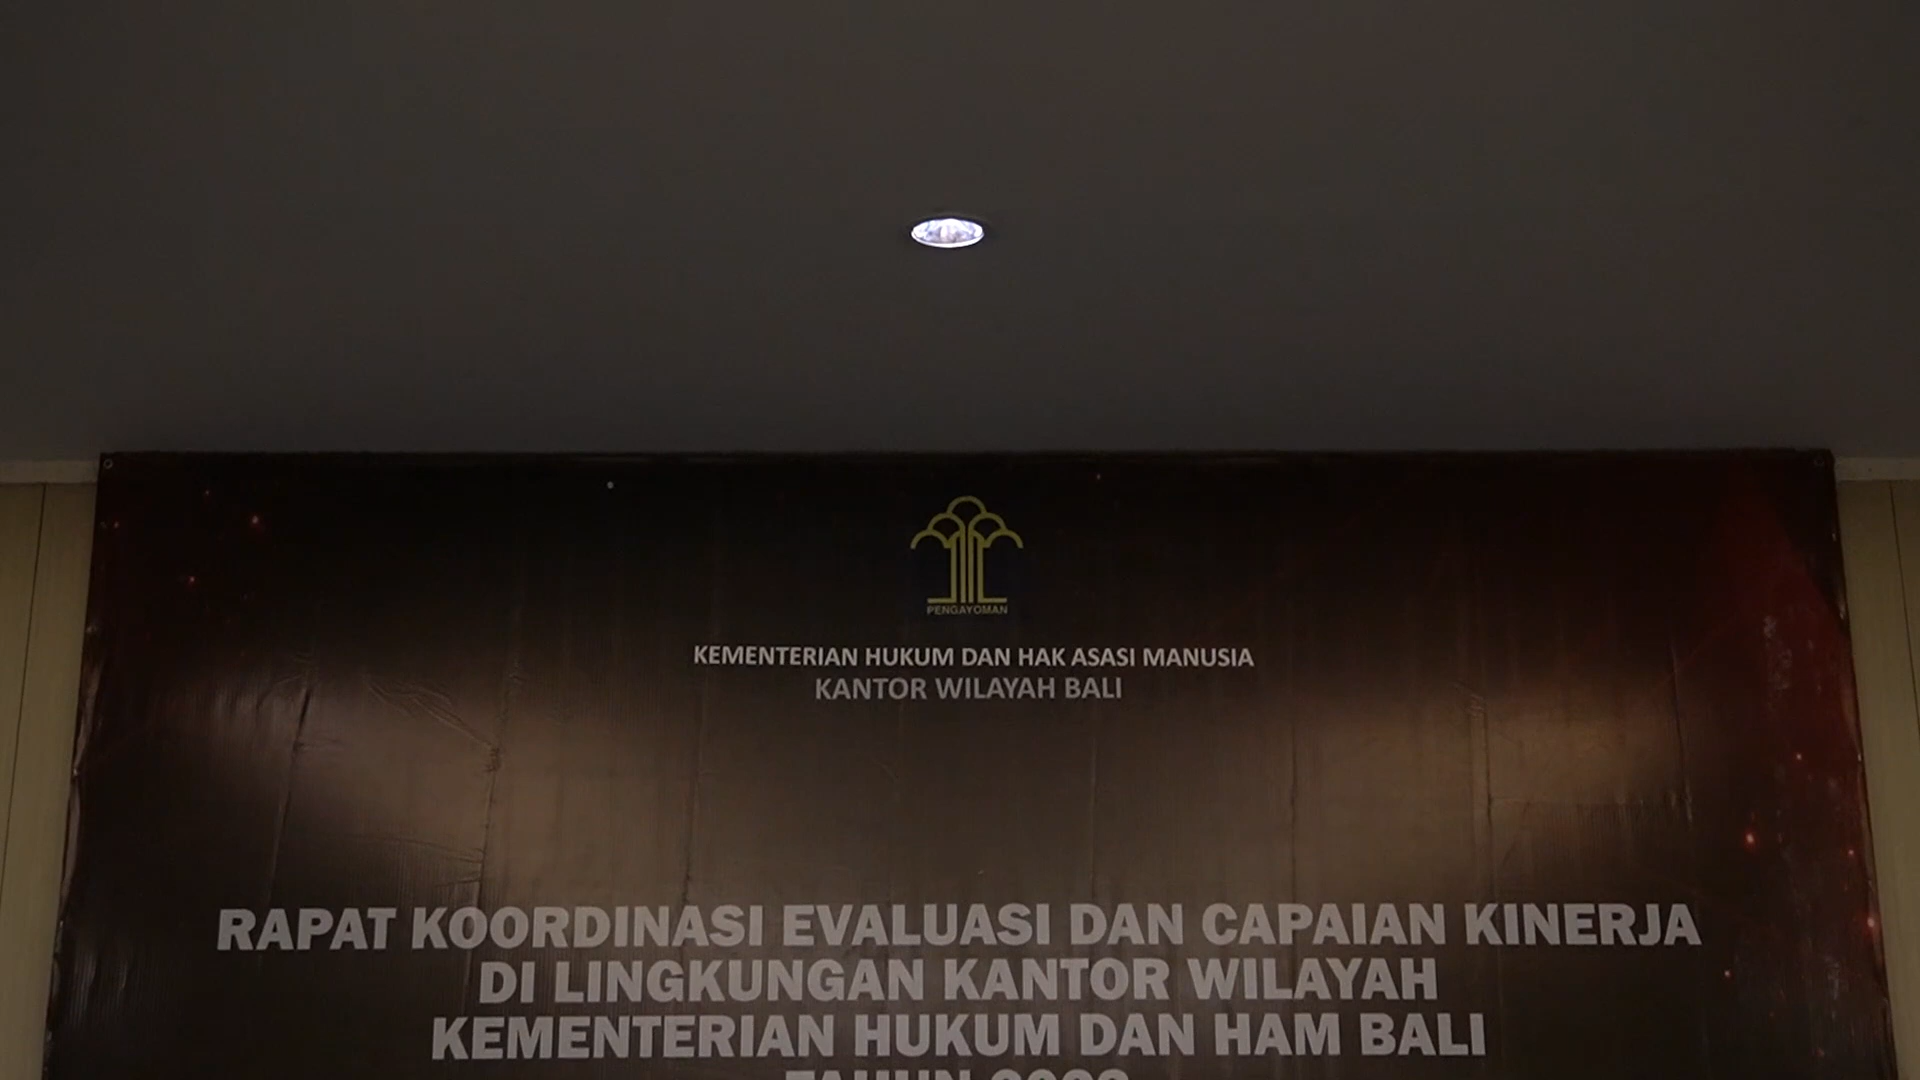 PENGAYOMAN
KEMENTERIAN HUKUM DAN HAK ASASI MANUSIA
KANTOR WILAYAH BALI
RAPAT KOORDINASI EVALUASI DAN CAPAIAN KINERJA
DI LINGKUNGAN KANTOR WILAYAH
KEMENTERIAN HUKUM DAN HAM BALI
TAHUN